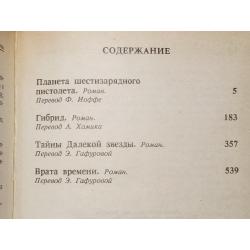 СОДЕРЖАНИЕ
Планета шестизарядного
пистолета. Роман. 5
Перевод Ф. Иоффе
Гибрид. Роман. 183
Перевод А. Хомика
Тайны Далекой звезды. Роман. 357
Перевод Э. Гафуровой
Врата времени. Роман. 539
Перевод Э. Гафуровой